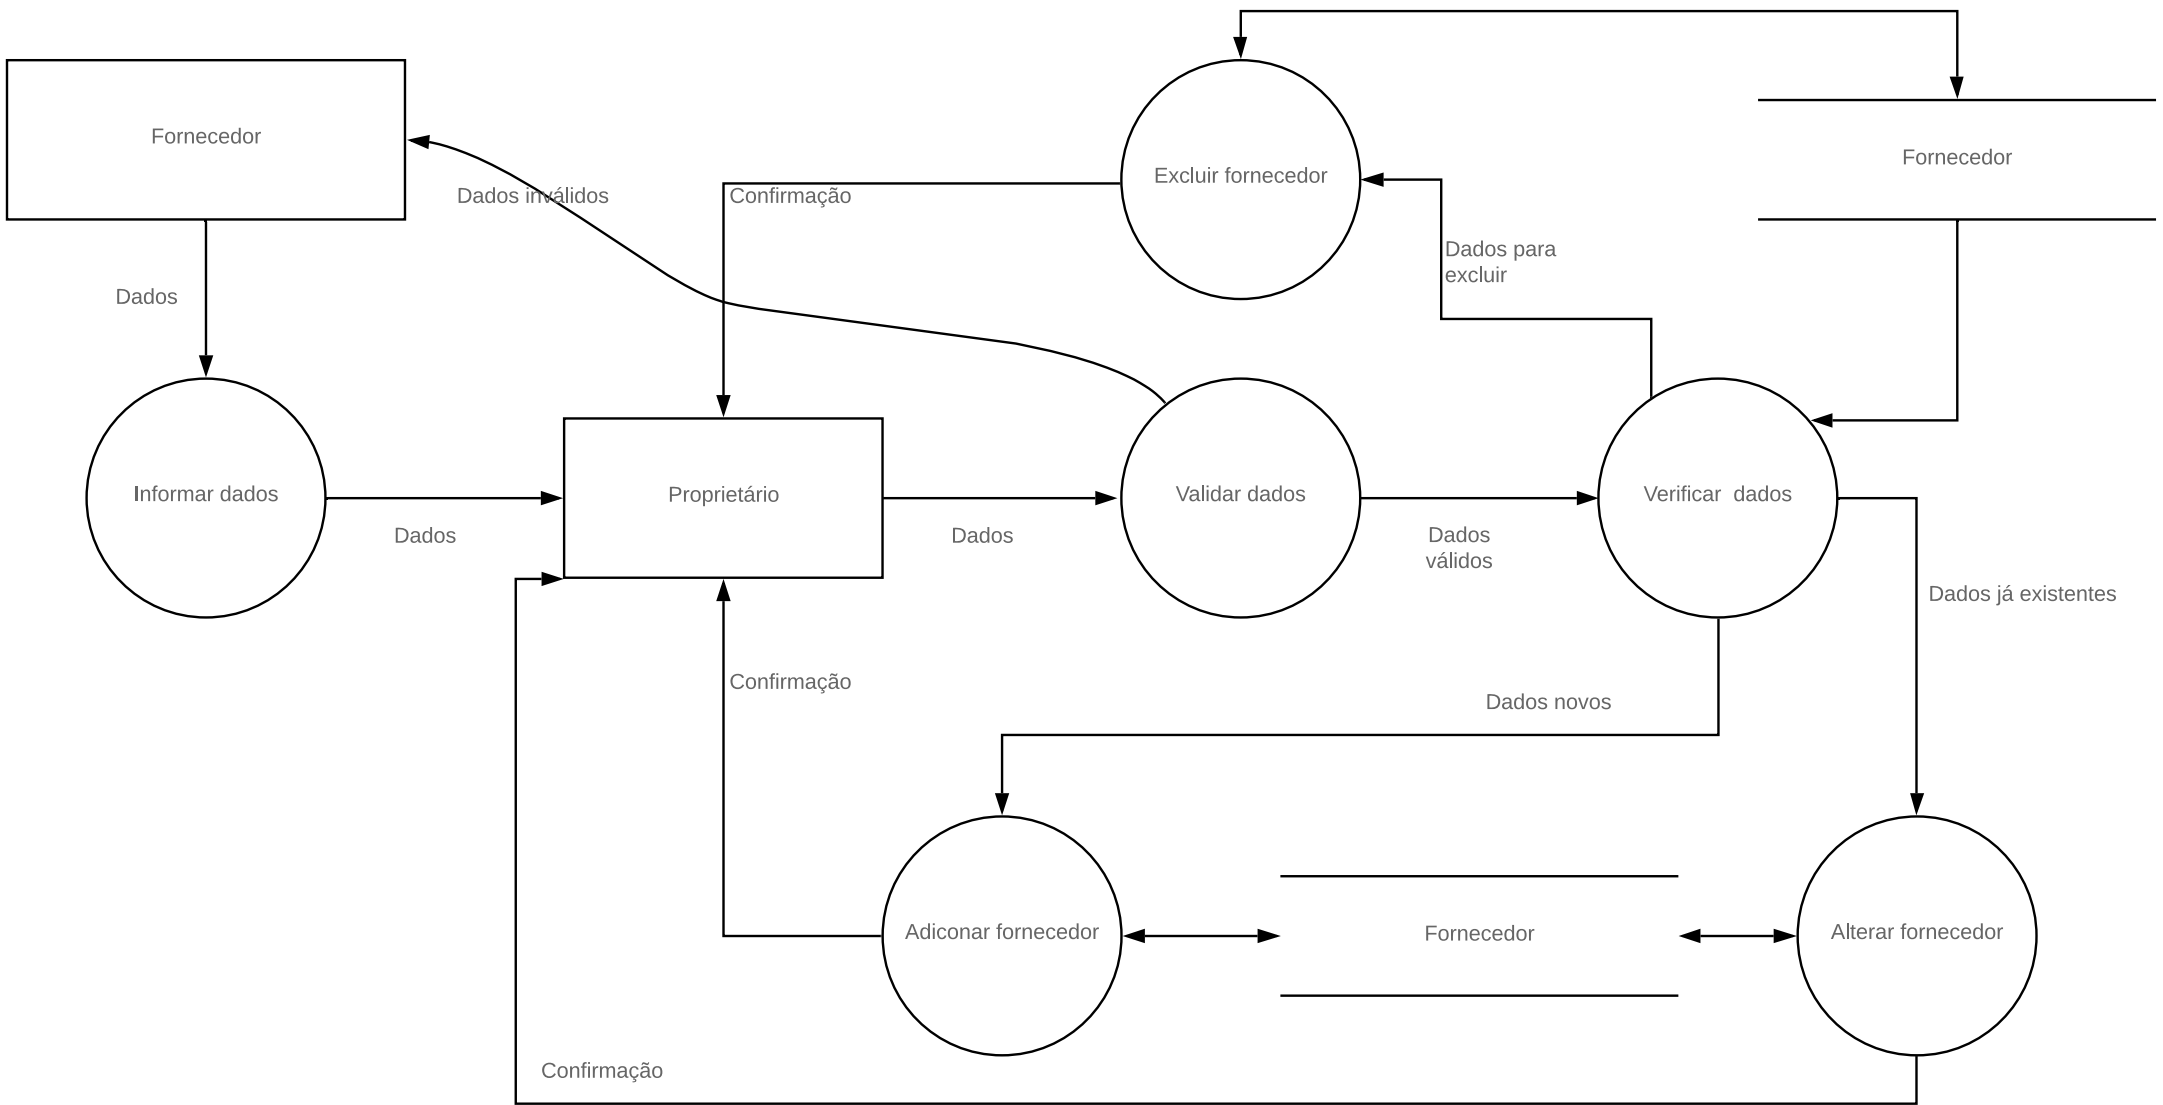 Fornecedor
Fornecedor
Excluir fornecedor
Dados inválidos
Confirmação
Dados para
excluir
Dados
Informar dados
Proprietário
Validar dados
Verificar  dados
Dados
Dados
Dados
válidos
Dados já existentes
Confirmação
Dados novos
Adiconar fornecedor
Fornecedor
Alterar fornecedor
Confirmação